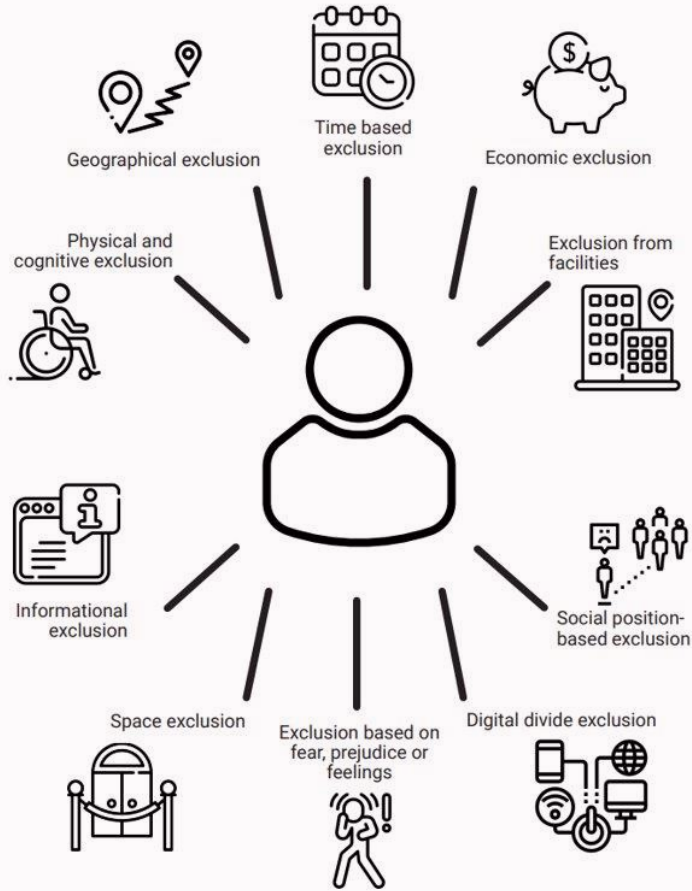 Time based
exclusion
Geographical exclusion
Economic exclusion
Physical and
cognitive exclusion
Exclusion from
facilities
Informational
exclusion
Social position-
based exclusion
Space exclusion
Exclusion based on
fear, prejudice or
feelings
Digital divide exclusion